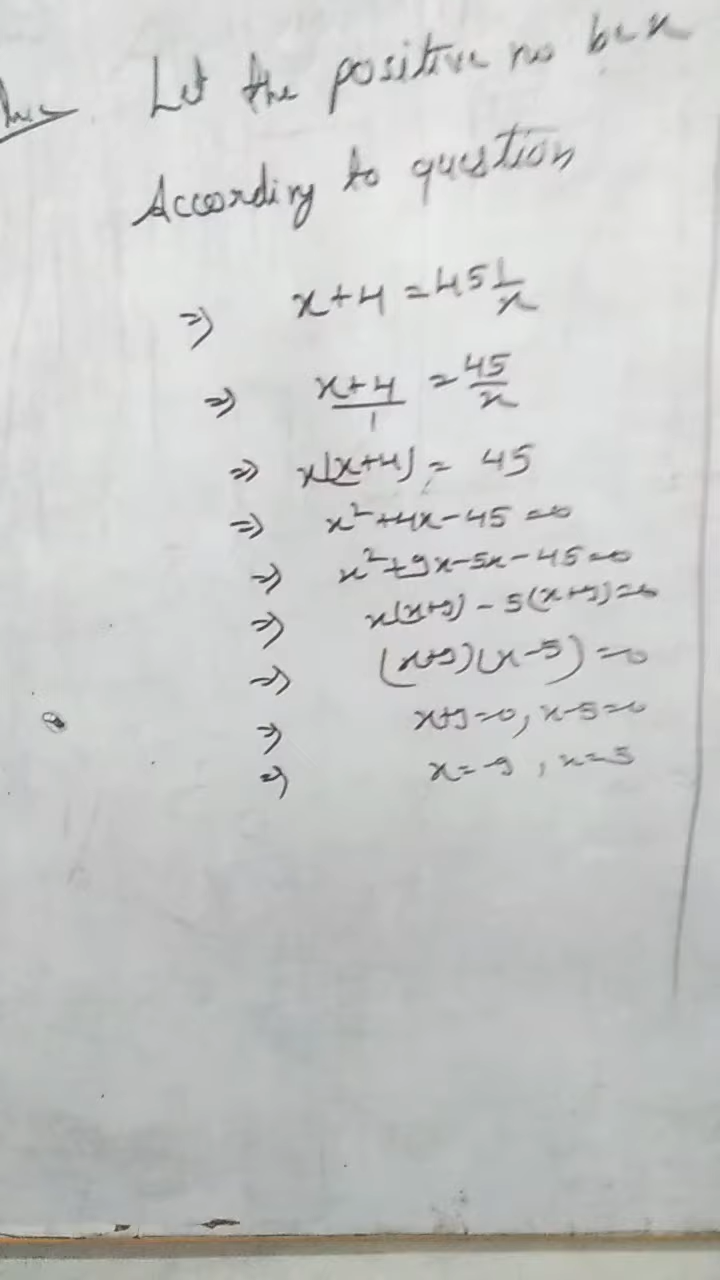 Let the positive no be x
According to question
⇒ x+4 = 45 1/x
⇒ x+4/1 = 45/x
⇒ x(x+4) = 45
⇒ x²+4x-45=0
⇒ x²+9x-5x-45=0
⇒ x(x+9) - 5(x+9)=0
⇒ (x+9)(x-5)=0
⇒ x+9=0, x-5=0
⇒ x=-9, x=5